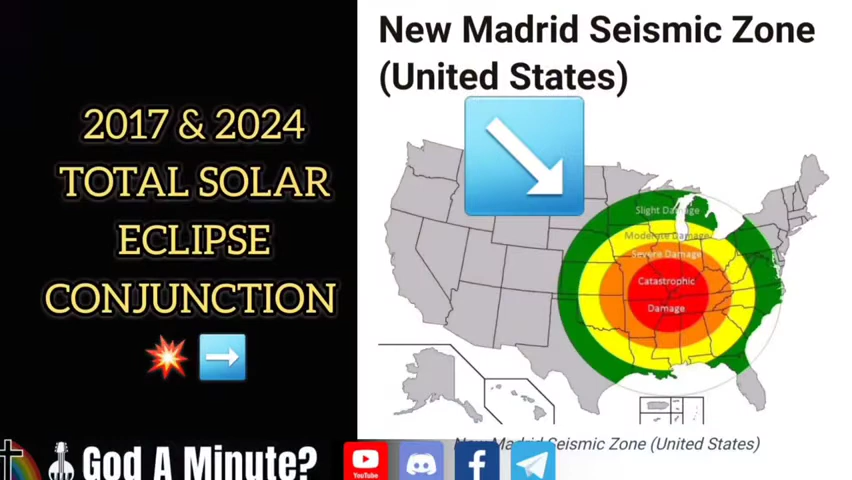 2017 & 2024
TOTAL SOLAR
ECLIPSE
CONJUNCTION
New Madrid Seismic Zone
(United States)
Slight Damage
Moderate Damage
Severe Damage
Catastrophic
Damage
New Madrid Seismic Zone (United States)
God A Minute?
YouTube